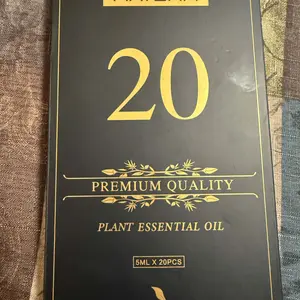 20
PREMIUM QUALITY
PLANT ESSENTIAL OIL
5ML X 20PCS